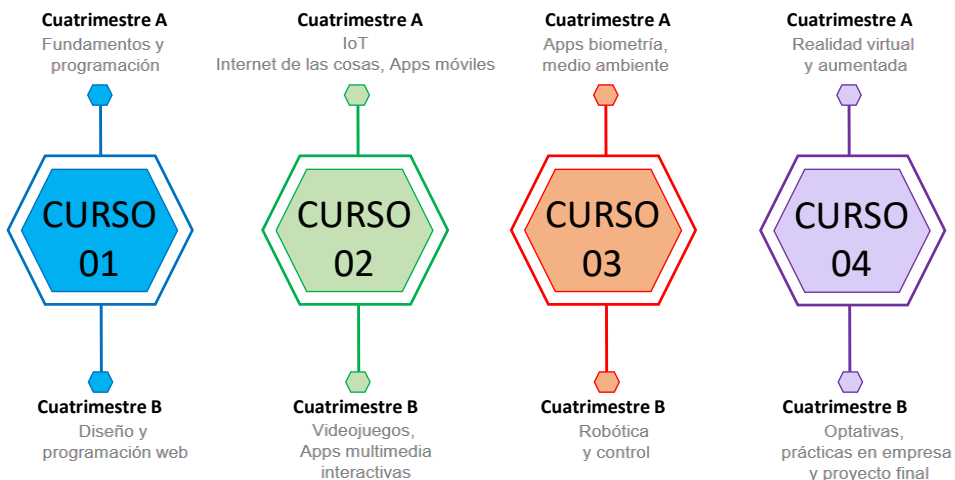 Cuatrimestre A
Fundamentos y
programación
CURSO
01
Cuatrimestre B
Diseño y
programación web
Cuatrimestre A
IoT
Internet de las cosas, Apps móviles
CURSO
02
Cuatrimestre B
Videojuegos,
Apps multimedia
interactivas
Cuatrimestre A
Apps biometría,
medio ambiente
CURSO
03
Cuatrimestre B
Robótica
y control
Cuatrimestre A
Realidad virtual
y aumentada
CURSO
04
Cuatrimestre B
Optativas,
prácticas en empresa
y proyecto final